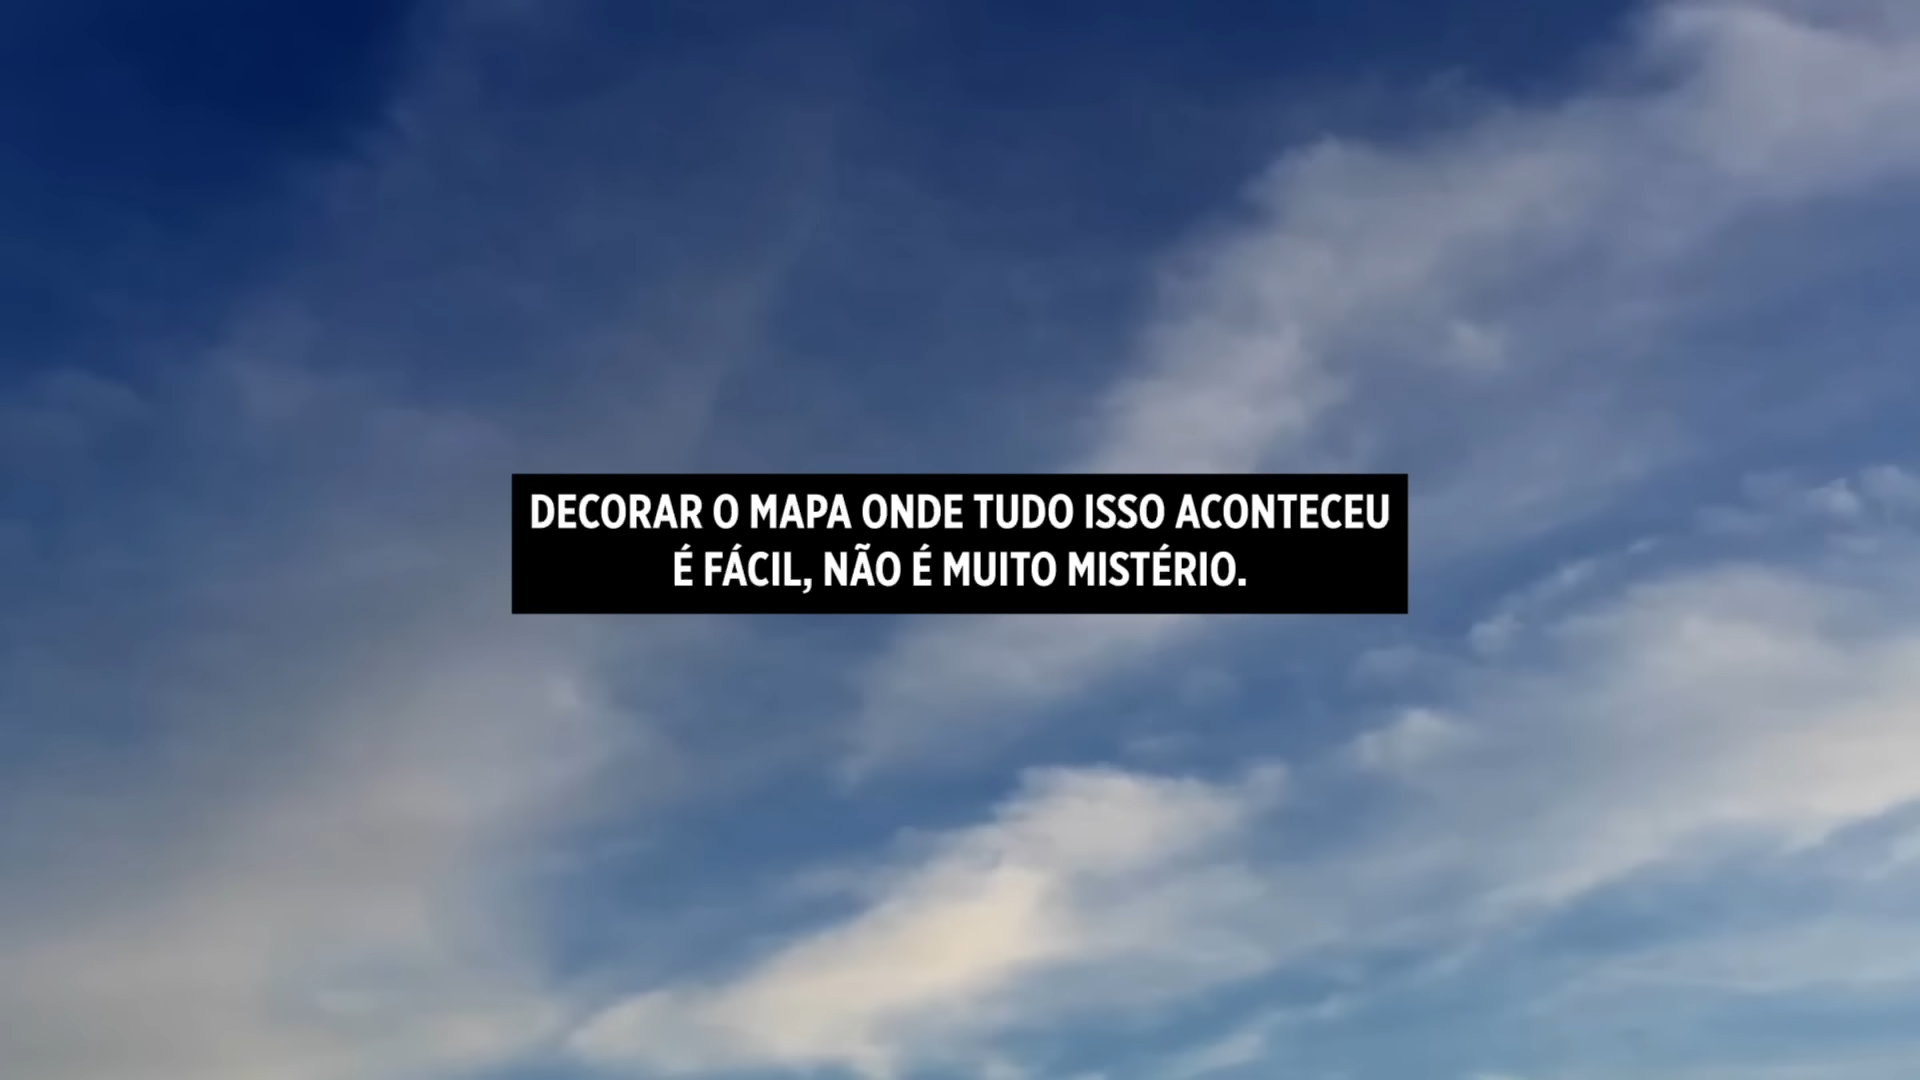 DECORAR O MAPA ONDE TUDO ISSO ACONTECEU
É FÁCIL, NÃO É MUITO MISTÉRIO.